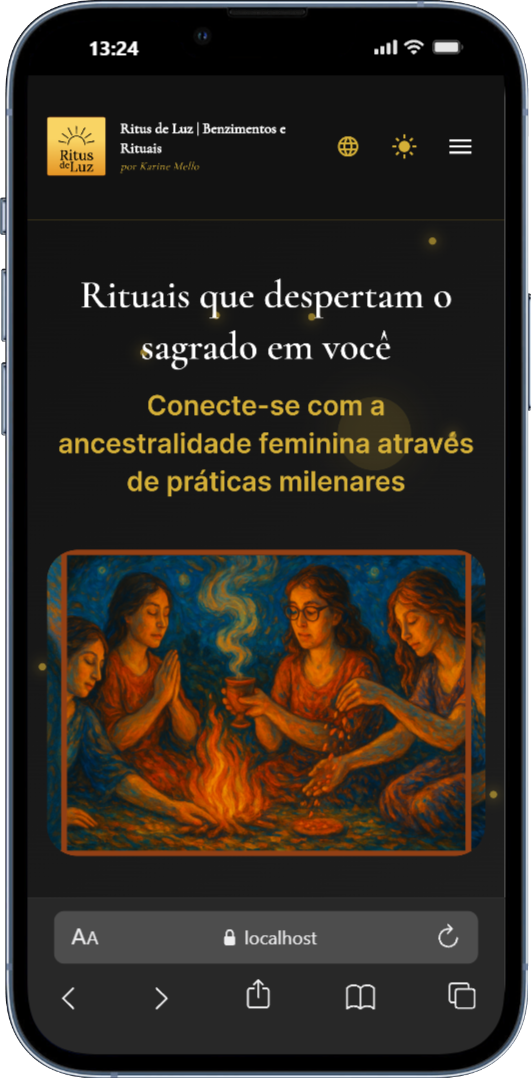 13:24
Ritus
de Luz
Ritus de Luz | Benzimentos e
Rituais
por Karine Mello
Rituais que despertam o
sagrado em você
Conecte-se com a
ancestralidade feminina através
de práticas milenares
AA
localhost